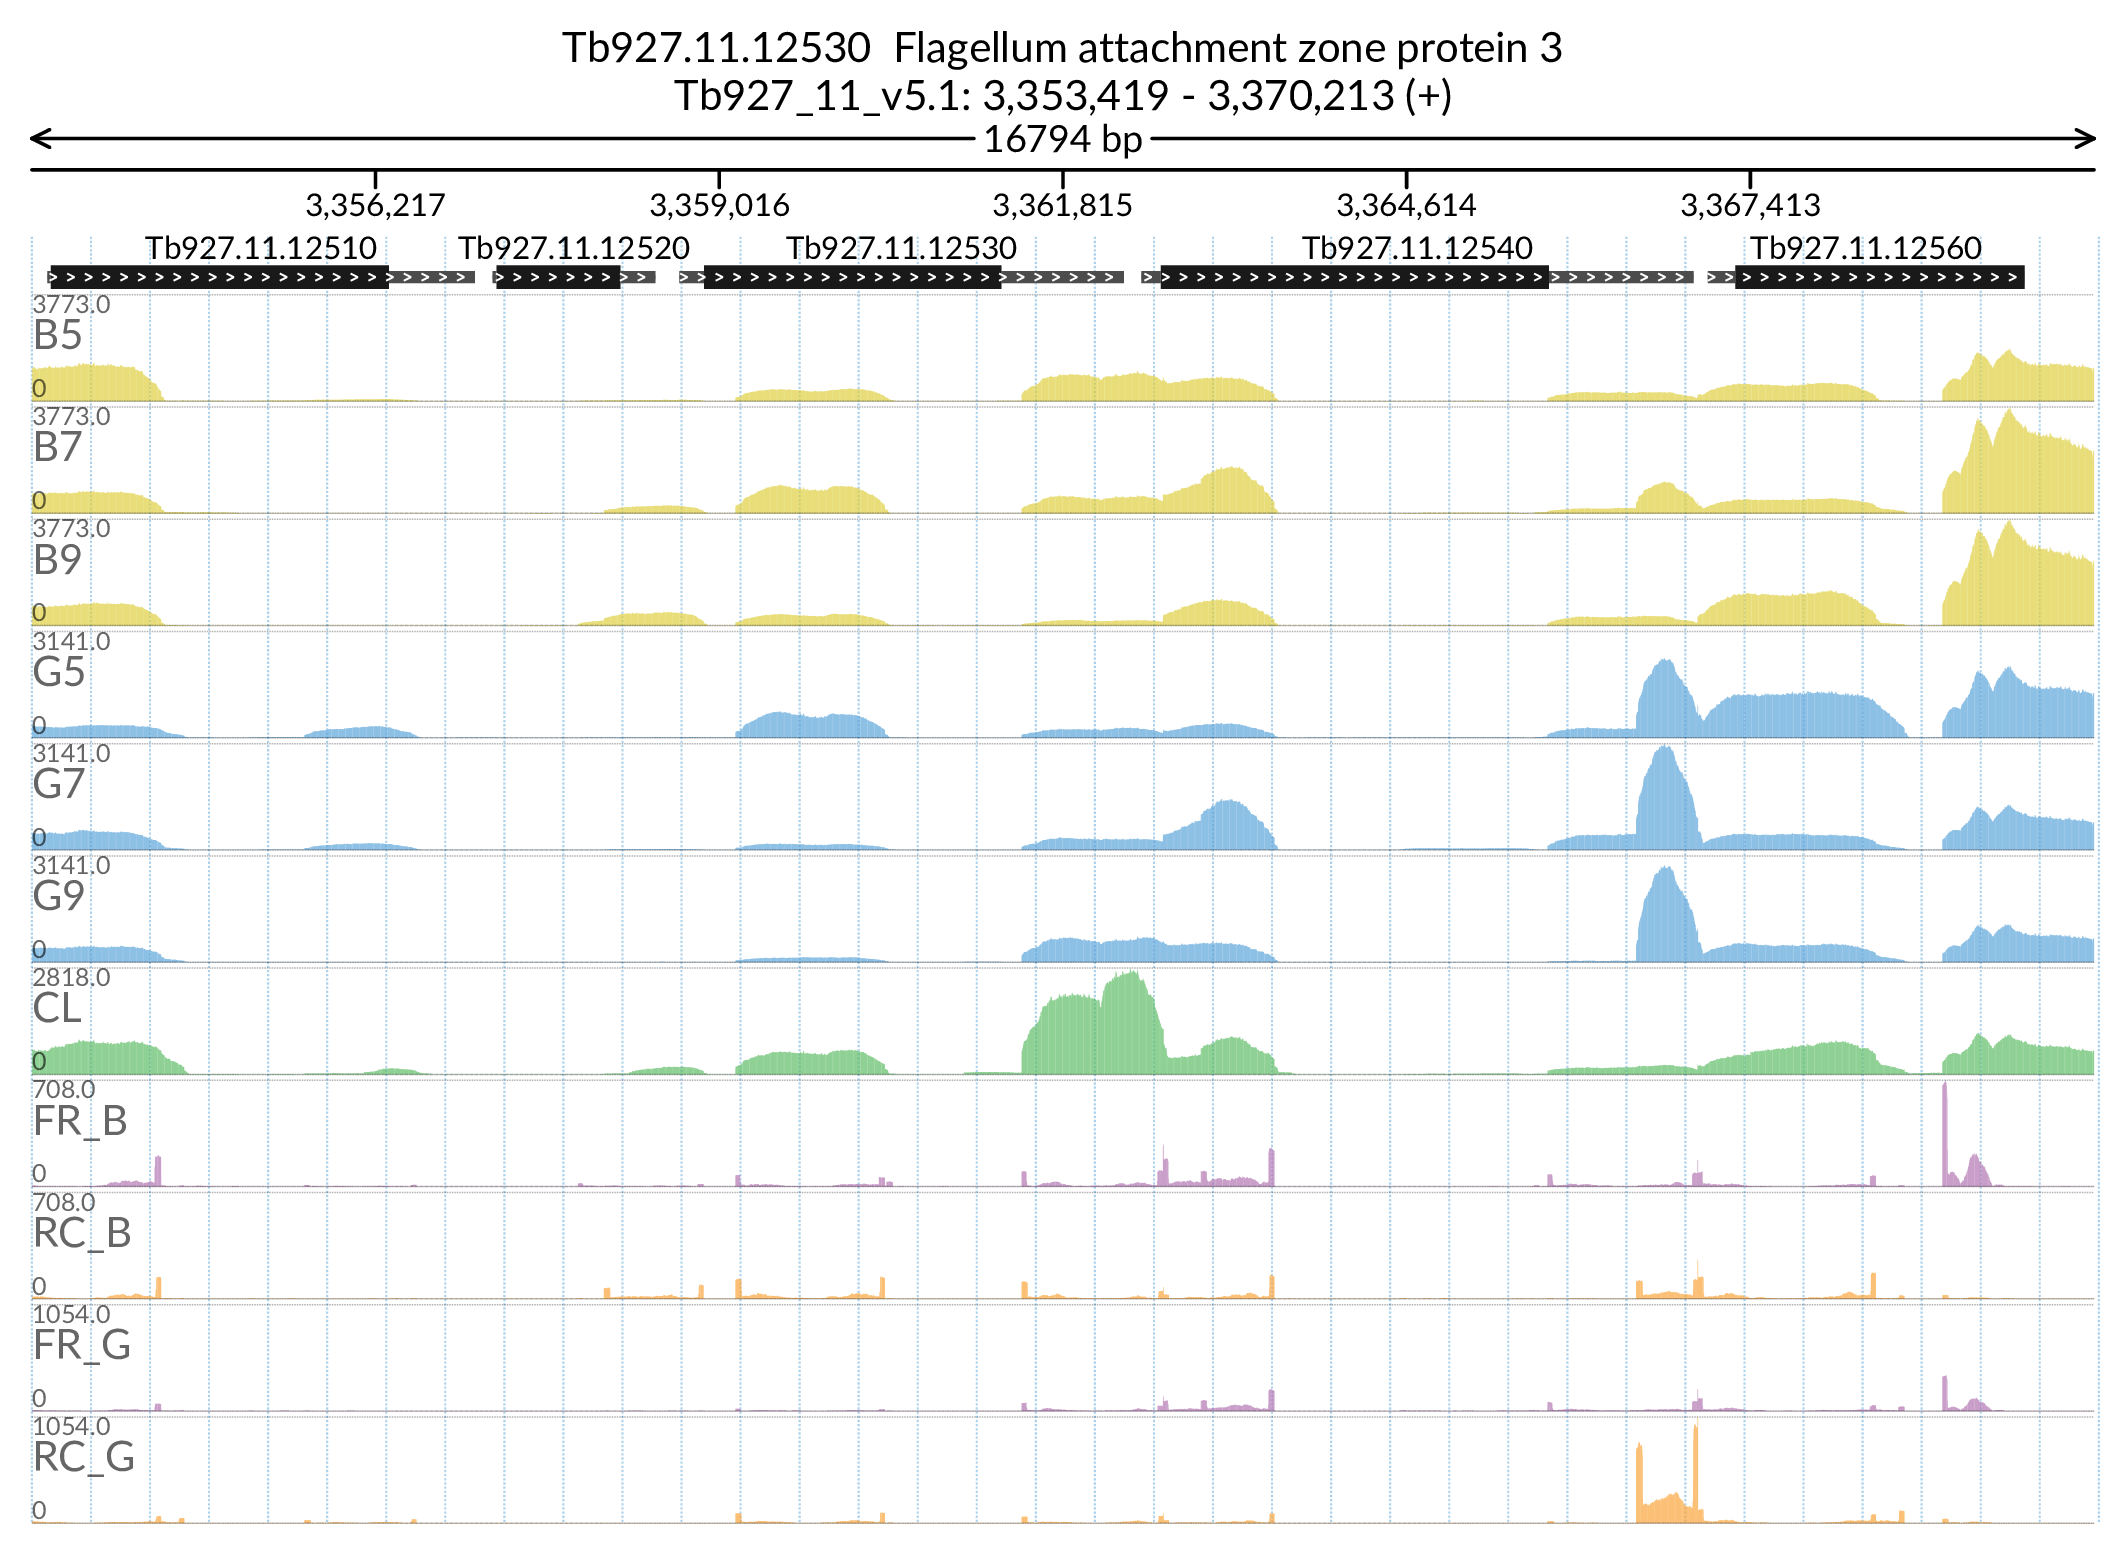 Tb927.11.12530 Flagellum attachment zone protein 3
Tb927_11_v5.1: 3,353,419 - 3,370,213 (+)
16794 bp
3,356,217 3,359,016 3,361,815 3,364,614 3,367,413
Tb927.11.12510 Tb927.11.12520 Tb927.11.12530 Tb927.11.12540 Tb927.11.12560
3773.0
B5
0
3773.0
B7
0
3773.0
B9
0
3141.0
G5
0
3141.0
G7
0
3141.0
G9
0
2818.0
CL
0
708.0
FR_B
0
708.0
RC_B
0
1054.0
FR_G
0
1054.0
RC_G
0